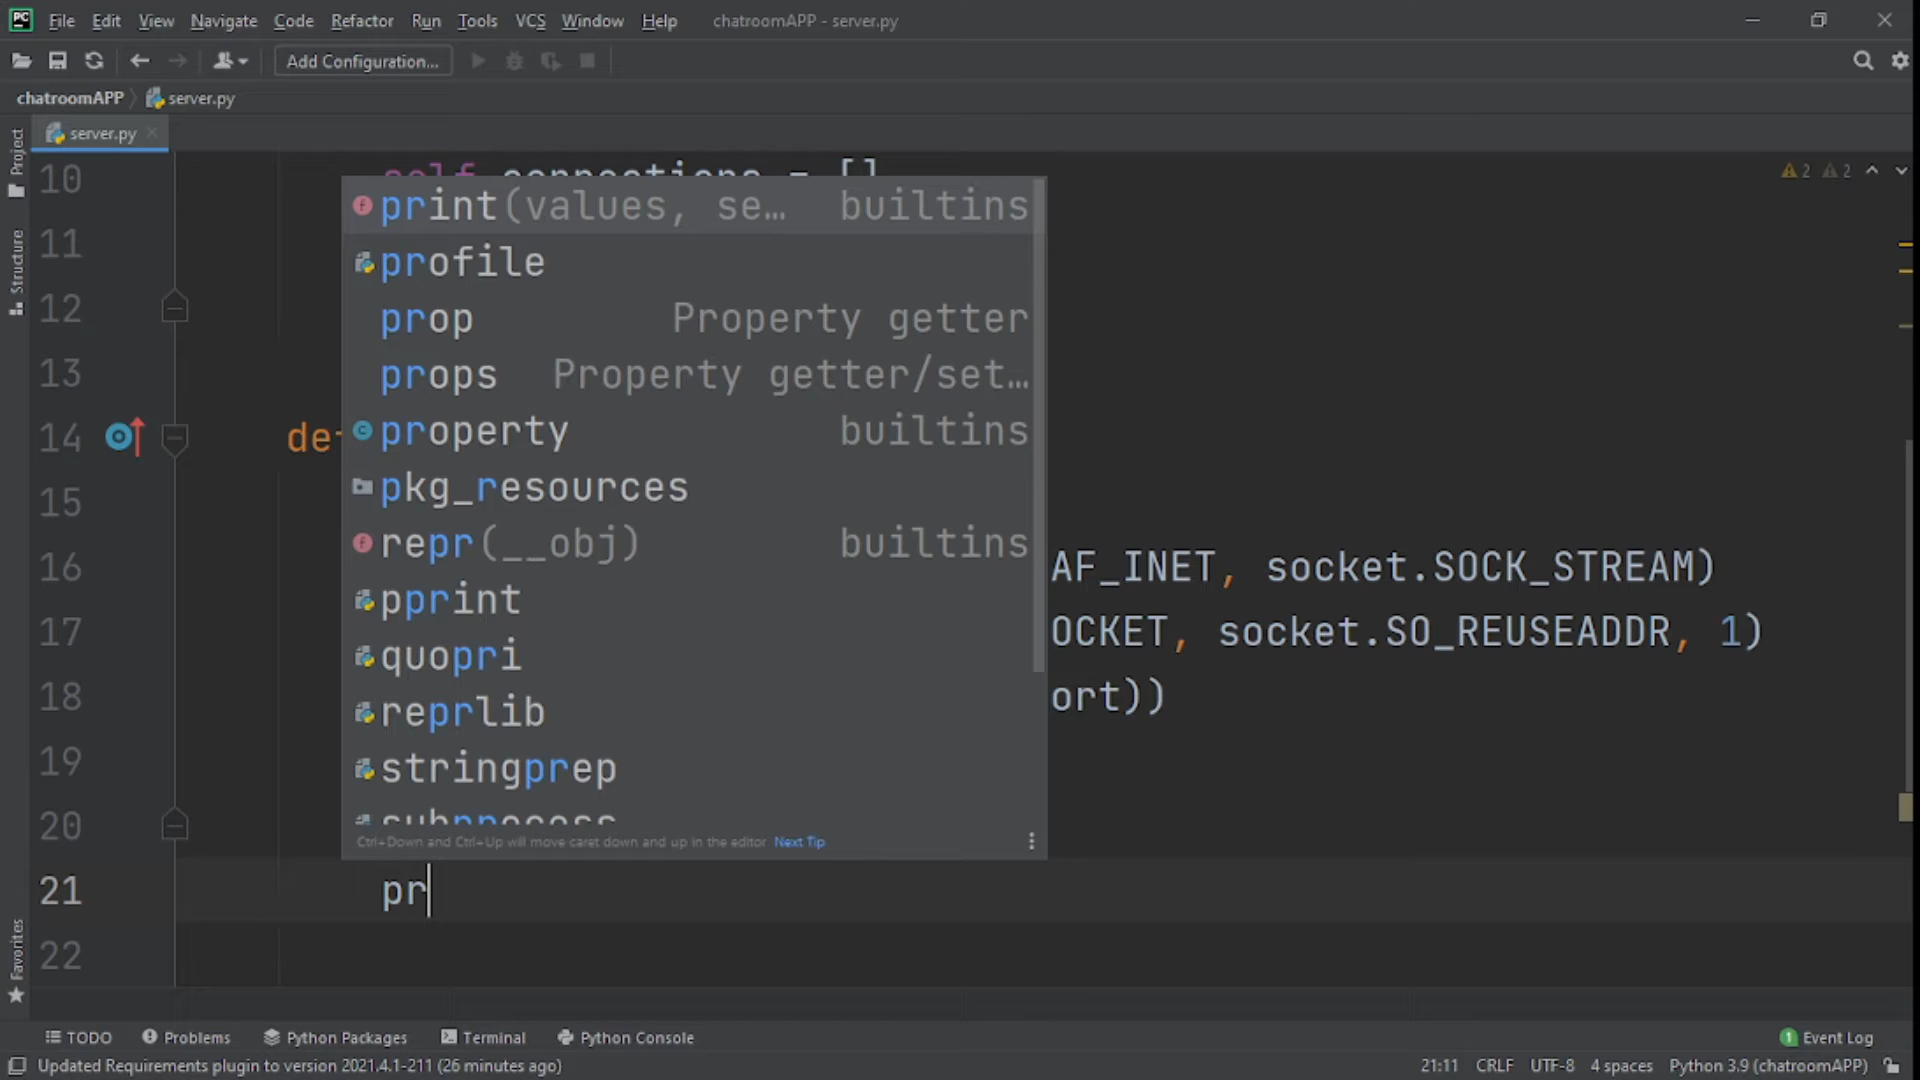 PC File Edit View Navigate Code Refactor Run Tools VCS Window Help chatroomAPP - server.py
Add Configuration...
chatroomAPP server.py
Project
server.py
Structure
Favorites
2 2
10 self.connections = []
11
12
13
14 def
15
16 AF_INET, socket.SOCK_STREAM)
17 OCKET, socket.SO_REUSEADDR, 1)
18 ort))
19
20
21 pr
22
print(values, se… builtins
profile
prop Property getter
props Property getter/set…
property builtins
pkg_resources
repr(__obj) builtins
pprint
quopri
reprlib
stringprep
subprocess
Ctrl+Down and Ctrl+Up will move caret down and up in the editor Next Tip
TODO Problems Python Packages Terminal Python Console 1 Event Log
Updated Requirements plugin to version 2021.4.1-211 (26 minutes ago) 21:11 CRLF UTF-8 4 spaces Python 3.9 (chatroomAPP)